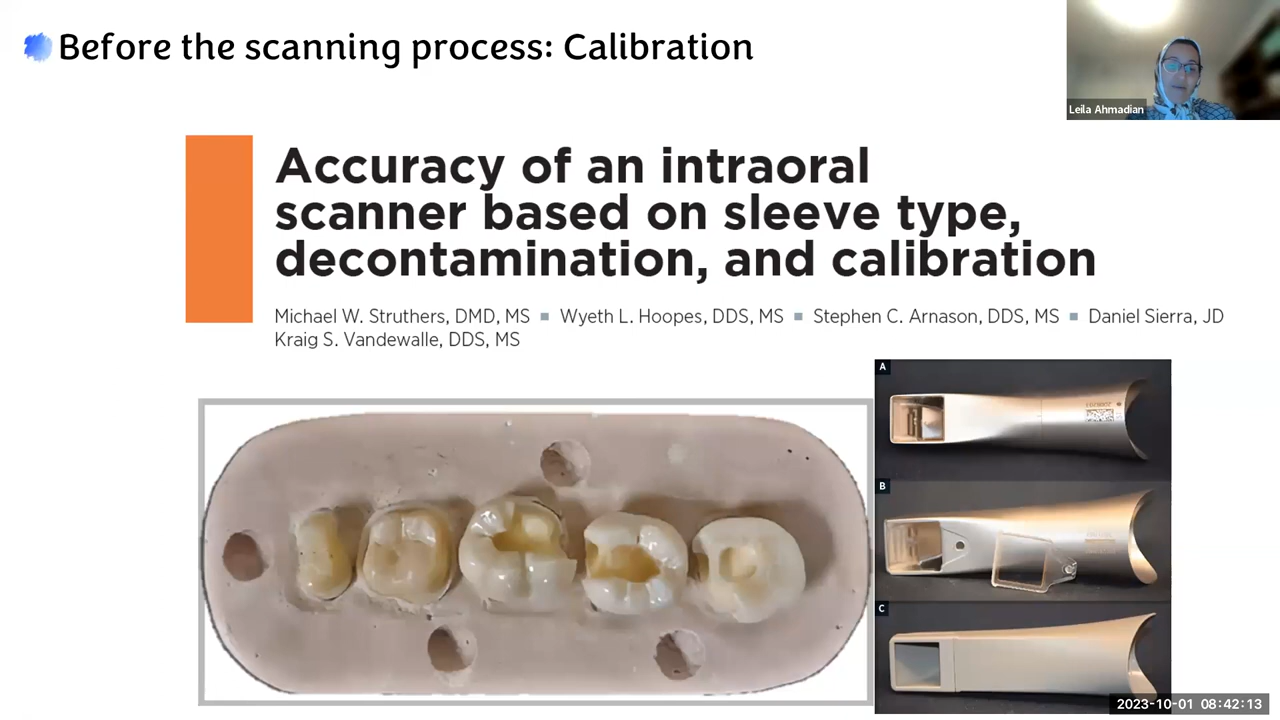 Before the scanning process: Calibration
Leila Ahmadian
Accuracy of an intraoral
scanner based on sleeve type,
decontamination, and calibration
Michael W. Struthers, DMD, MS ■ Wyeth L. Hoopes, DDS, MS ■ Stephen C. Arnason, DDS, MS ■ Daniel Sierra, JD
Kraig S. Vandewalle, DDS, MS
A
B
C
2023-10-01 08:42:13